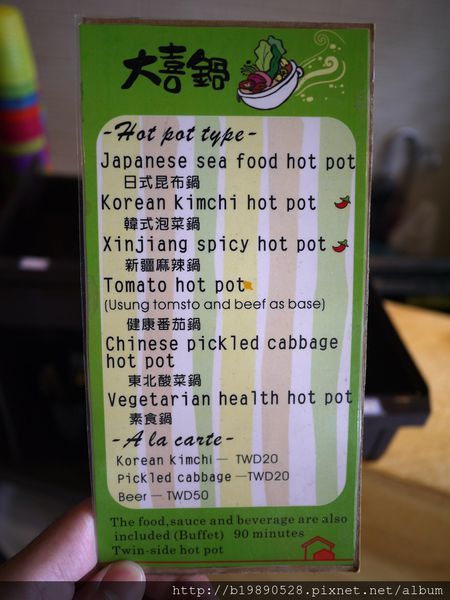 大喜鍋
-Hot pot type-
Japanese sea food hot pot
日式昆布鍋
Korean kimchi hot pot
韓式泡菜鍋
Xinjiang spicy hot pot
新疆麻辣鍋
Tomato hot pot
(Usung tomsto and beef as base)
健康番茄鍋
Chinese pickled cabbage
hot pot
東北酸菜鍋
Vegetarian health hot pot
素食鍋
-A la carte-
Korean kimchi — TWD20
Pickled cabbage —TWD20
Beer — TWD50
The food,sauce and beverage are also
included (Buffet) 90 minutes
Twin-side hot pot
http://b19890528.pixnet.net/album